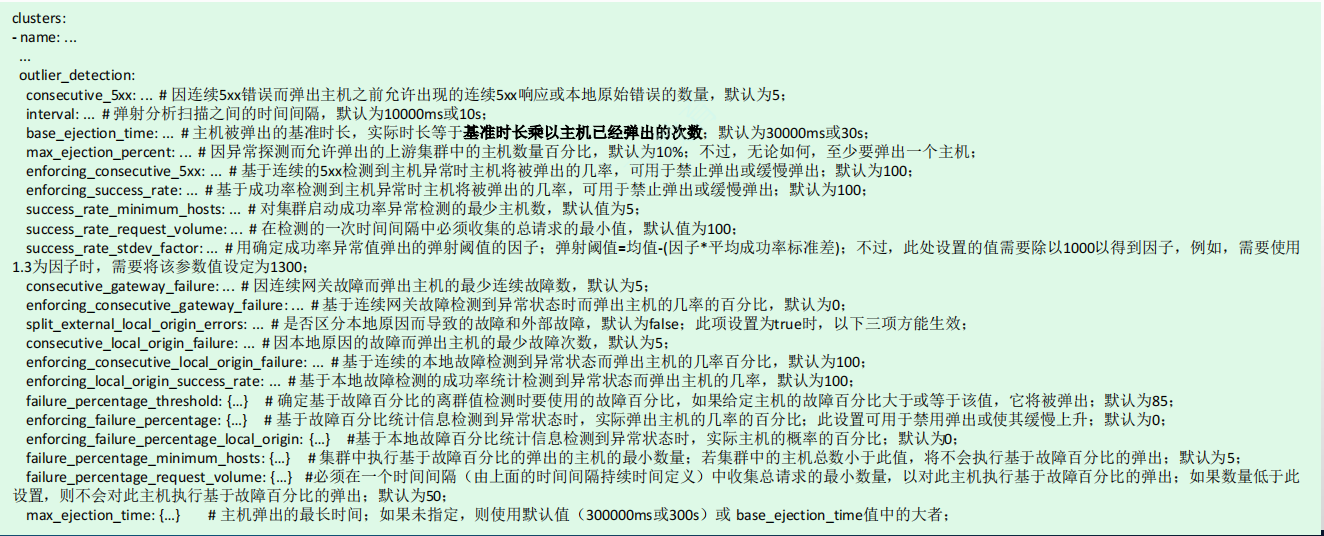 clusters:
- name: ...
...
outlier_detection:
consecutive_5xx: ... # 因连续5xx错误而弹出主机之前允许出现的连续5xx响应或本地原始错误的数量，默认为5；
interval: ... # 弹射分析扫描之间的时间间隔，默认为10000ms或10s；
base_ejection_time: ... # 主机被弹出的基准时长，实际时长等于基准时长乘以主机已经弹出的次数；默认为30000ms或30s；
max_ejection_percent: ... # 因异常探测而允许弹出的上游集群中的主机数量百分比，默认为10%；不过，无论如何，至少要弹出一个主机；
enforcing_consecutive_5xx: ... # 基于连续的5xx检测到主机异常时主机将被弹出的几率，可用于禁止弹出或缓慢弹出；默认为100；
enforcing_success_rate: ... # 基于成功率检测到主机异常时主机将被弹出的几率，可用于禁止弹出或缓慢弹出；默认为100；
success_rate_minimum_hosts: ... # 对集群启动成功率异常检测的最少主机数，默认值为5；
success_rate_request_volume: ... # 在检测的一次时间间隔中必须收集的总请求的最小值，默认值为100；
success_rate_stdev_factor: ... # 用确定成功率异常值弹出的弹射阈值的因子；弹射阈值=均值-(因子*平均成功率标准差)；不过，此处设置的值需要除以1000以得到因子，例如，需要使用
1.3为因子时，需要将该参数值设定为1300；
consecutive_gateway_failure: ... # 因连续网关故障而弹出主机的最少连续故障数，默认为5；
enforcing_consecutive_gateway_failure: ... # 基于连续网关故障检测到异常状态时而弹出主机的几率的百分比，默认为0；
split_external_local_origin_errors: ... # 是否区分本地原因而导致的故障和外部故障，默认为false；此项设置为true时，以下三项方能生效；
consecutive_local_origin_failure: ... # 因本地原因的故障而弹出主机的最少故障次数，默认为5；
enforcing_consecutive_local_origin_failure: ... # 基于连续的本地故障检测到异常状态而弹出主机的几率百分比，默认为100；
enforcing_local_origin_success_rate: ... # 基于本地故障检测的成功率统计检测到异常状态而弹出主机的几率，默认为100；
failure_percentage_threshold: {…} # 确定基于故障百分比的离群值检测时要使用的故障百分比，如果给定主机的故障百分比大于或等于该值，它将被弹出；默认为85；
enforcing_failure_percentage: {…} # 基于故障百分比统计信息检测到异常状态时，实际弹出主机的几率的百分比；此设置可用于禁用弹出或使其缓慢上升；默认为0；
enforcing_failure_percentage_local_origin: {…} #基于本地故障百分比统计信息检测到异常状态时，实际主机的概率的百分比；默认为0；
failure_percentage_minimum_hosts: {…} # 集群中执行基于故障百分比的弹出的主机的最小数量；若集群中的主机总数小于此值，将不会执行基于故障百分比的弹出；默认为5；
failure_percentage_request_volume: {…} #必须在一个时间间隔（由上面的时间间隔持续时间定义）中收集总请求的最小数量，以对此主机执行基于故障百分比的弹出；如果数量低于此
设置，则不会对此主机执行基于故障百分比的弹出；默认为50；
max_ejection_time: {…} # 主机弹出的最长时间；如果未指定，则使用默认值（300000ms或300s）或 base_ejection_time值中的大者；